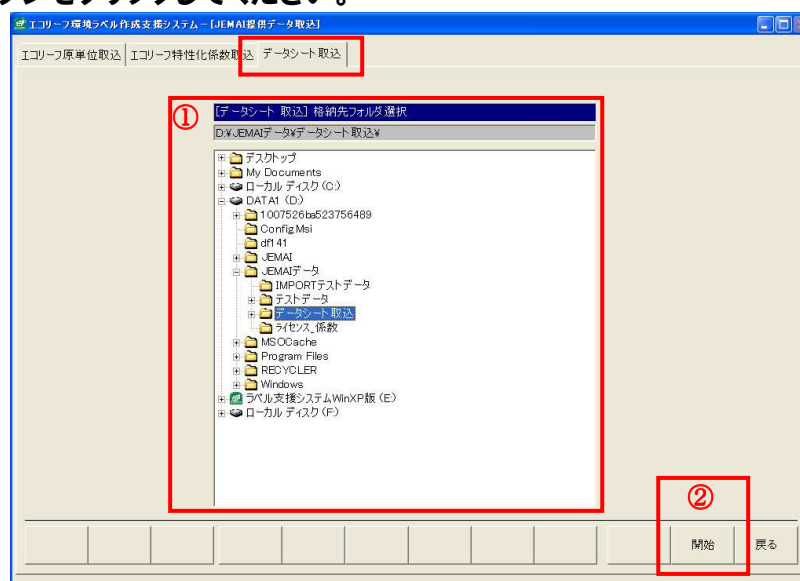 ンをクリックしてください。
エコリーフ環境ラベル作成支援システム－[JEMAI提供データ取込]
エコリーフ原単位取込 エコリーフ特性化係数取込 データシート取込
①
[データシート 取込] 格納先フォルダ選択
D:¥JEMAIデータ¥データシート取込¥
デスクトップ
My Documents
ローカル ディスク (C:)
DATA1 (D:)
1007526ba523756489
Config.Msi
df141
JEMAI
JEMAIデータ
IMPORTテストデータ
テストデータ
データシート取込
ライセンス_係数
MSOCache
Program Files
RECYCLER
Windows
ラベル支援システムWinXP版 (E:)
ローカル ディスク (F:)
②
開始 戻る